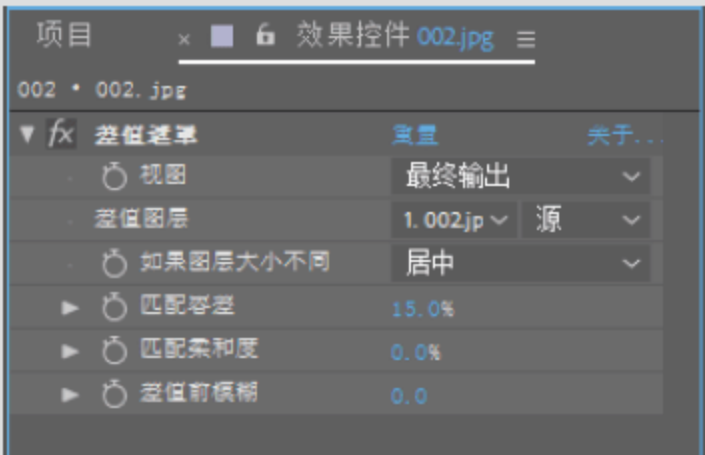 项目 × 效果控件 002.jpg ≡
002 • 002.jpg
fx 差值遮罩 重置 关于...
视图 最终输出
差值图层 1. 002.jp 源
如果图层大小不同 居中
匹配容差 15.0%
匹配柔和度 0.0%
差值前模糊 0.0